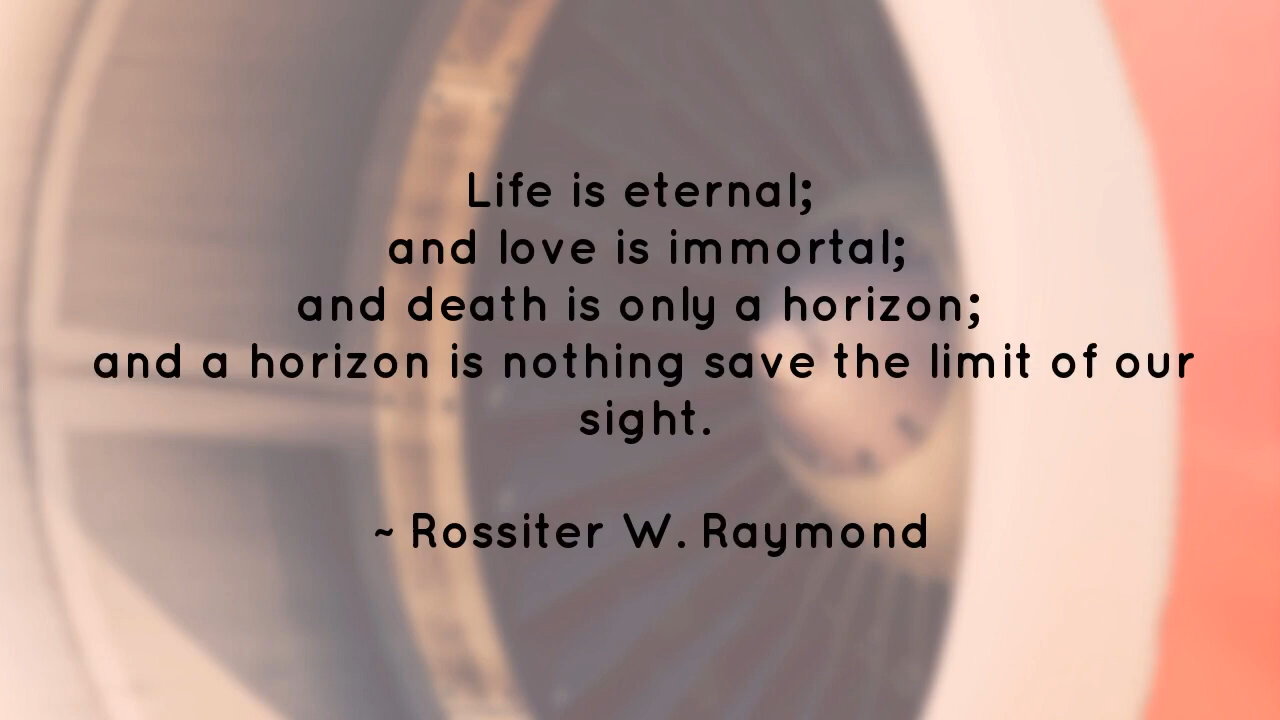 Life is eternal;
and love is immortal;
and death is only a horizon;
and a horizon is nothing save the limit of our
sight.
~ Rossiter W. Raymond